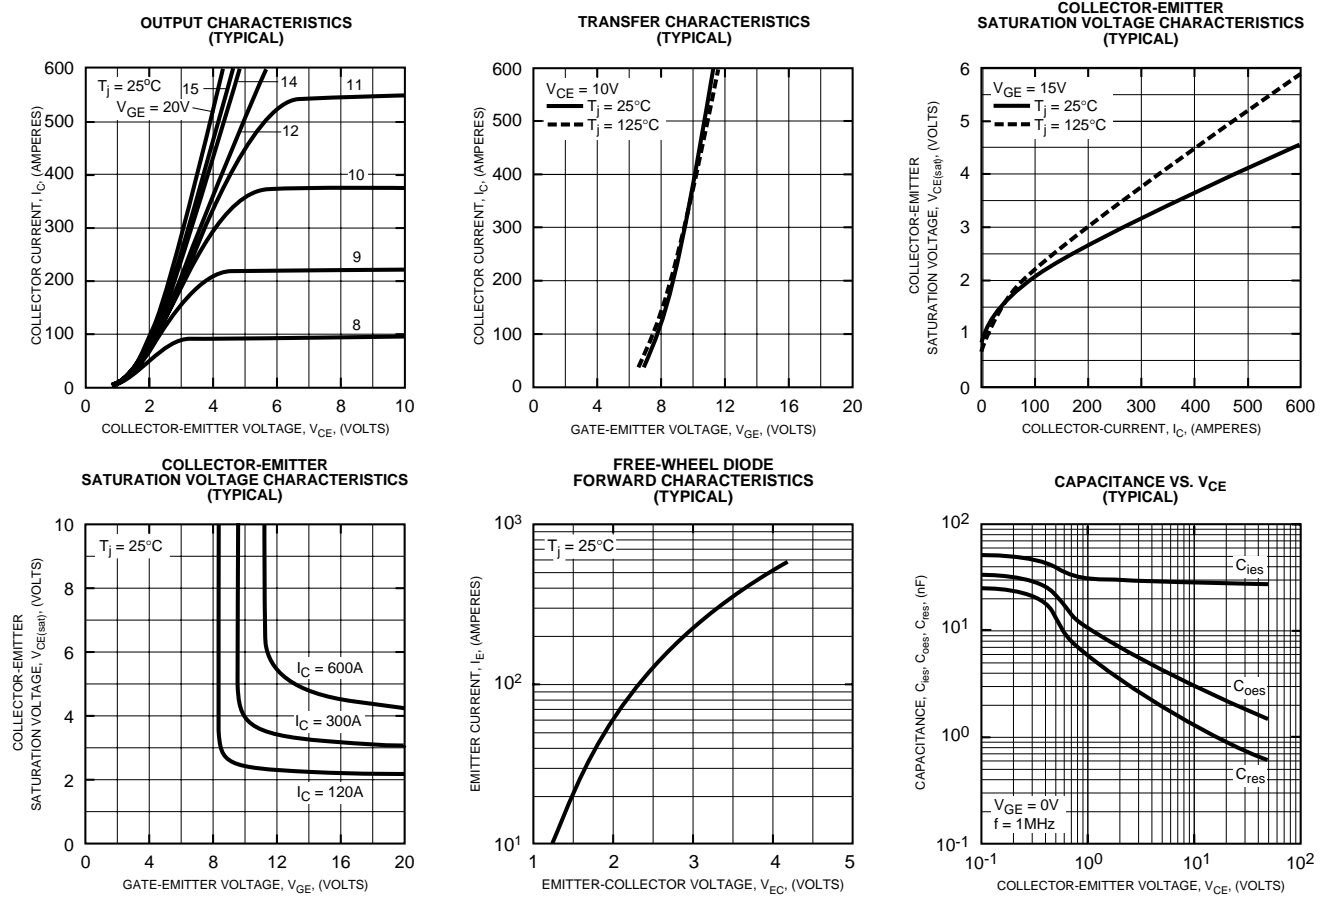 OUTPUT CHARACTERISTICS
(TYPICAL)
COLLECTOR CURRENT, IC, (AMPERES)
600
500
400
300
200
100
0
Tj = 25°C
VGE = 20V
15
14
12
11
10
9
8
0 2 4 6 8 10
COLLECTOR-EMITTER VOLTAGE, VCE, (VOLTS)
TRANSFER CHARACTERISTICS
(TYPICAL)
COLLECTOR CURRENT, IC, (AMPERES)
600
500
400
300
200
100
0
VCE = 10V
Tj = 25°C
Tj = 125°C
0 4 8 12 16 20
GATE-EMITTER VOLTAGE, VGE, (VOLTS)
COLLECTOR-EMITTER
SATURATION VOLTAGE CHARACTERISTICS
(TYPICAL)
COLLECTOR-EMITTER
SATURATION VOLTAGE, VCE(sat), (VOLTS)
6
5
4
3
2
1
0
VGE = 15V
Tj = 25°C
Tj = 125°C
0 100 200 300 400 500 600
COLLECTOR-CURRENT, IC, (AMPERES)
COLLECTOR-EMITTER
SATURATION VOLTAGE CHARACTERISTICS
(TYPICAL)
COLLECTOR-EMITTER
SATURATION VOLTAGE, VCE(sat), (VOLTS)
10
8
6
4
2
0
Tj = 25°C
IC = 600A
IC = 300A
IC = 120A
0 4 8 12 16 20
GATE-EMITTER VOLTAGE, VGE, (VOLTS)
FREE-WHEEL DIODE
FORWARD CHARACTERISTICS
(TYPICAL)
EMITTER CURRENT, IE, (AMPERES)
10³
10²
10¹
Tj = 25°C
1 2 3 4 5
EMITTER-COLLECTOR VOLTAGE, VEC, (VOLTS)
CAPACITANCE VS. VCE
(TYPICAL)
CAPACITANCE, Cies, Coes, Cres, (nF)
10²
10¹
10⁰
10⁻¹
Cies
Coes
Cres
VGE = 0V
f = 1MHz
10⁻¹ 10⁰ 10¹ 10²
COLLECTOR-EMITTER VOLTAGE, VCE, (VOLTS)